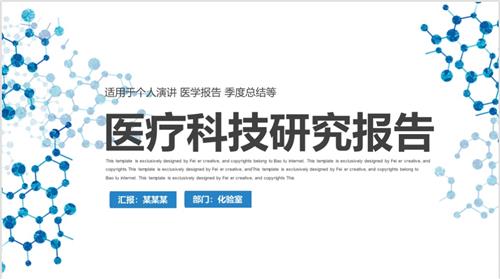 适用于个人演讲 医学报告 季度总结等
医疗科技研究报告
This template is exclusively designed by Fei er creative, and copyrights belong to Bao tu internet. This template is exclusively designed by Fei er creative, and
copyrights This template is exclusively designed by Fei er creative, andThis template is exclusively designed by Fei er creative, and copyrights belong to
Bao tu internet. This template is exclusively designed by Fei er creative, and copyrights This
汇报：某某某 部门：化验室